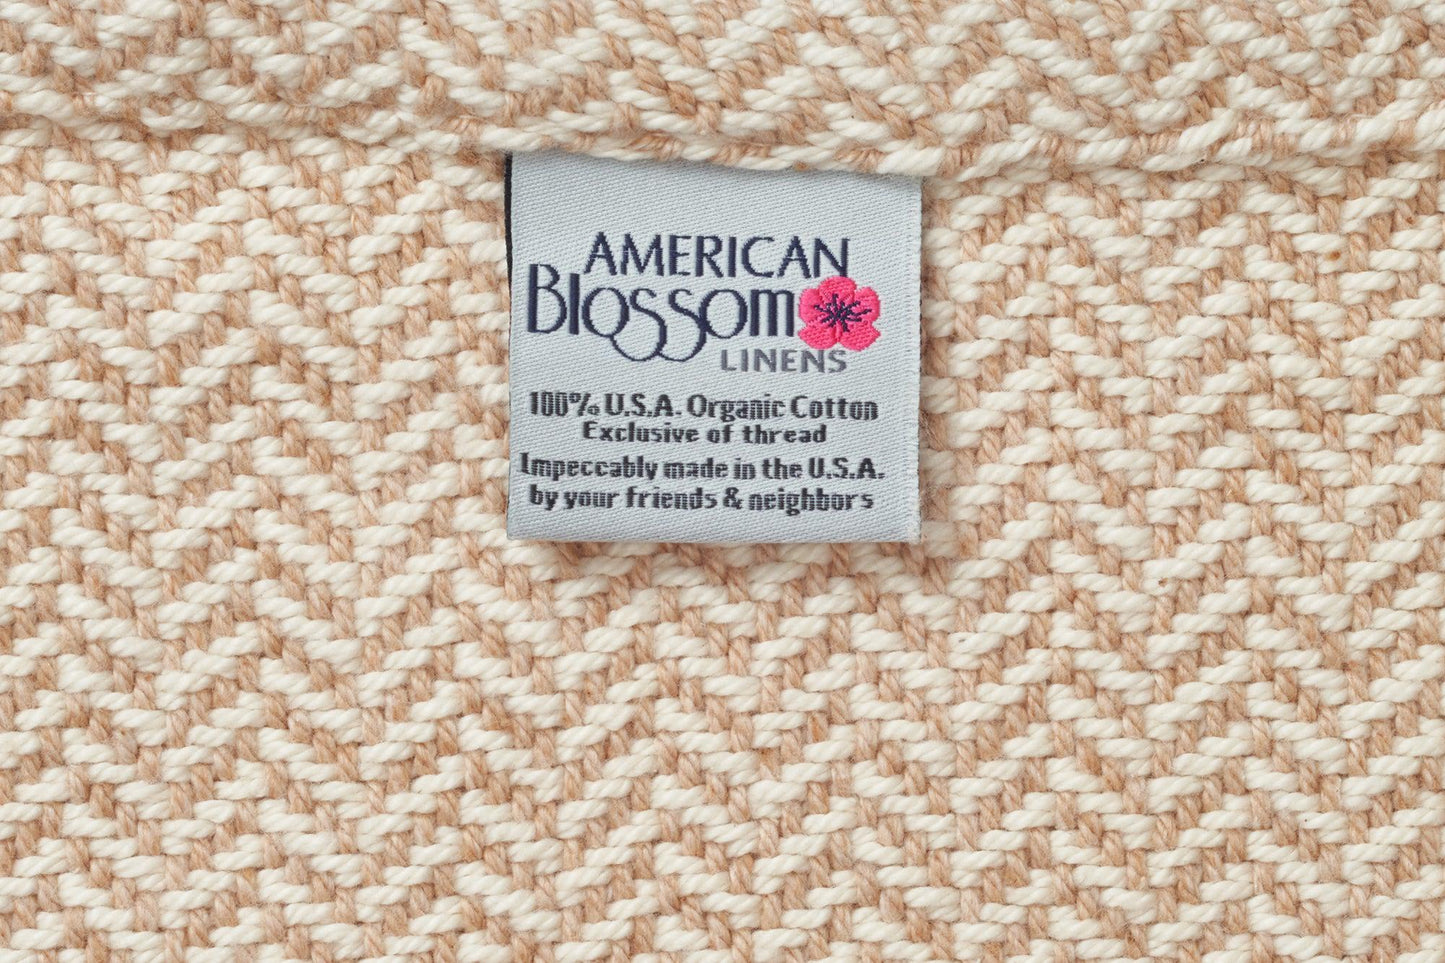 AMERICAN
Blossom
LINENS
100% U.S.A. Organic Cotton
Exclusive of thread
Impeccably made in the U.S.A.
by your friends & neighbors